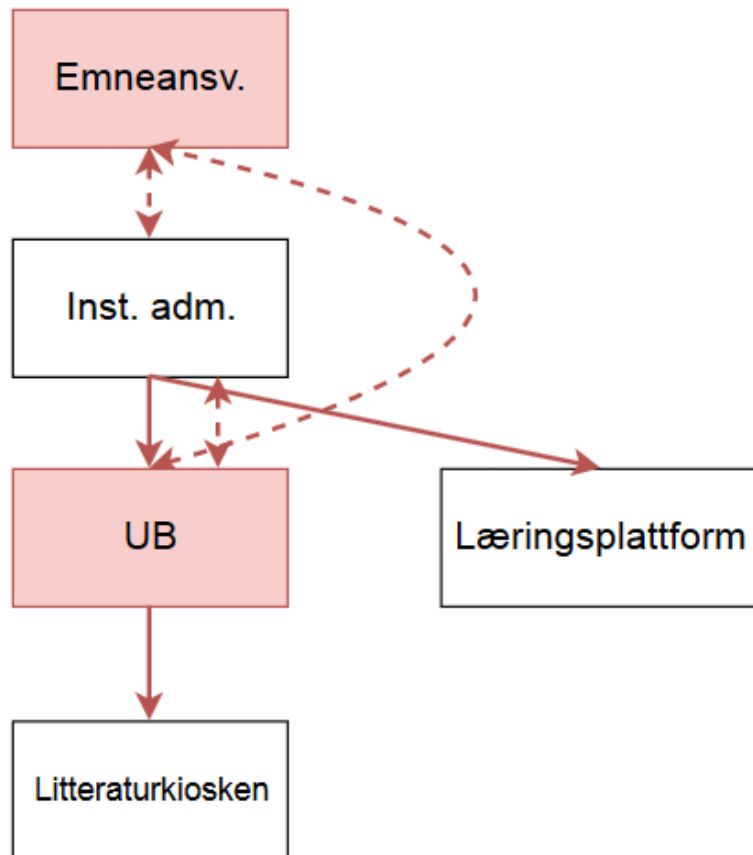 Emneansv.
Inst. adm.
UB
Læringsplattform
Litteraturkiosken